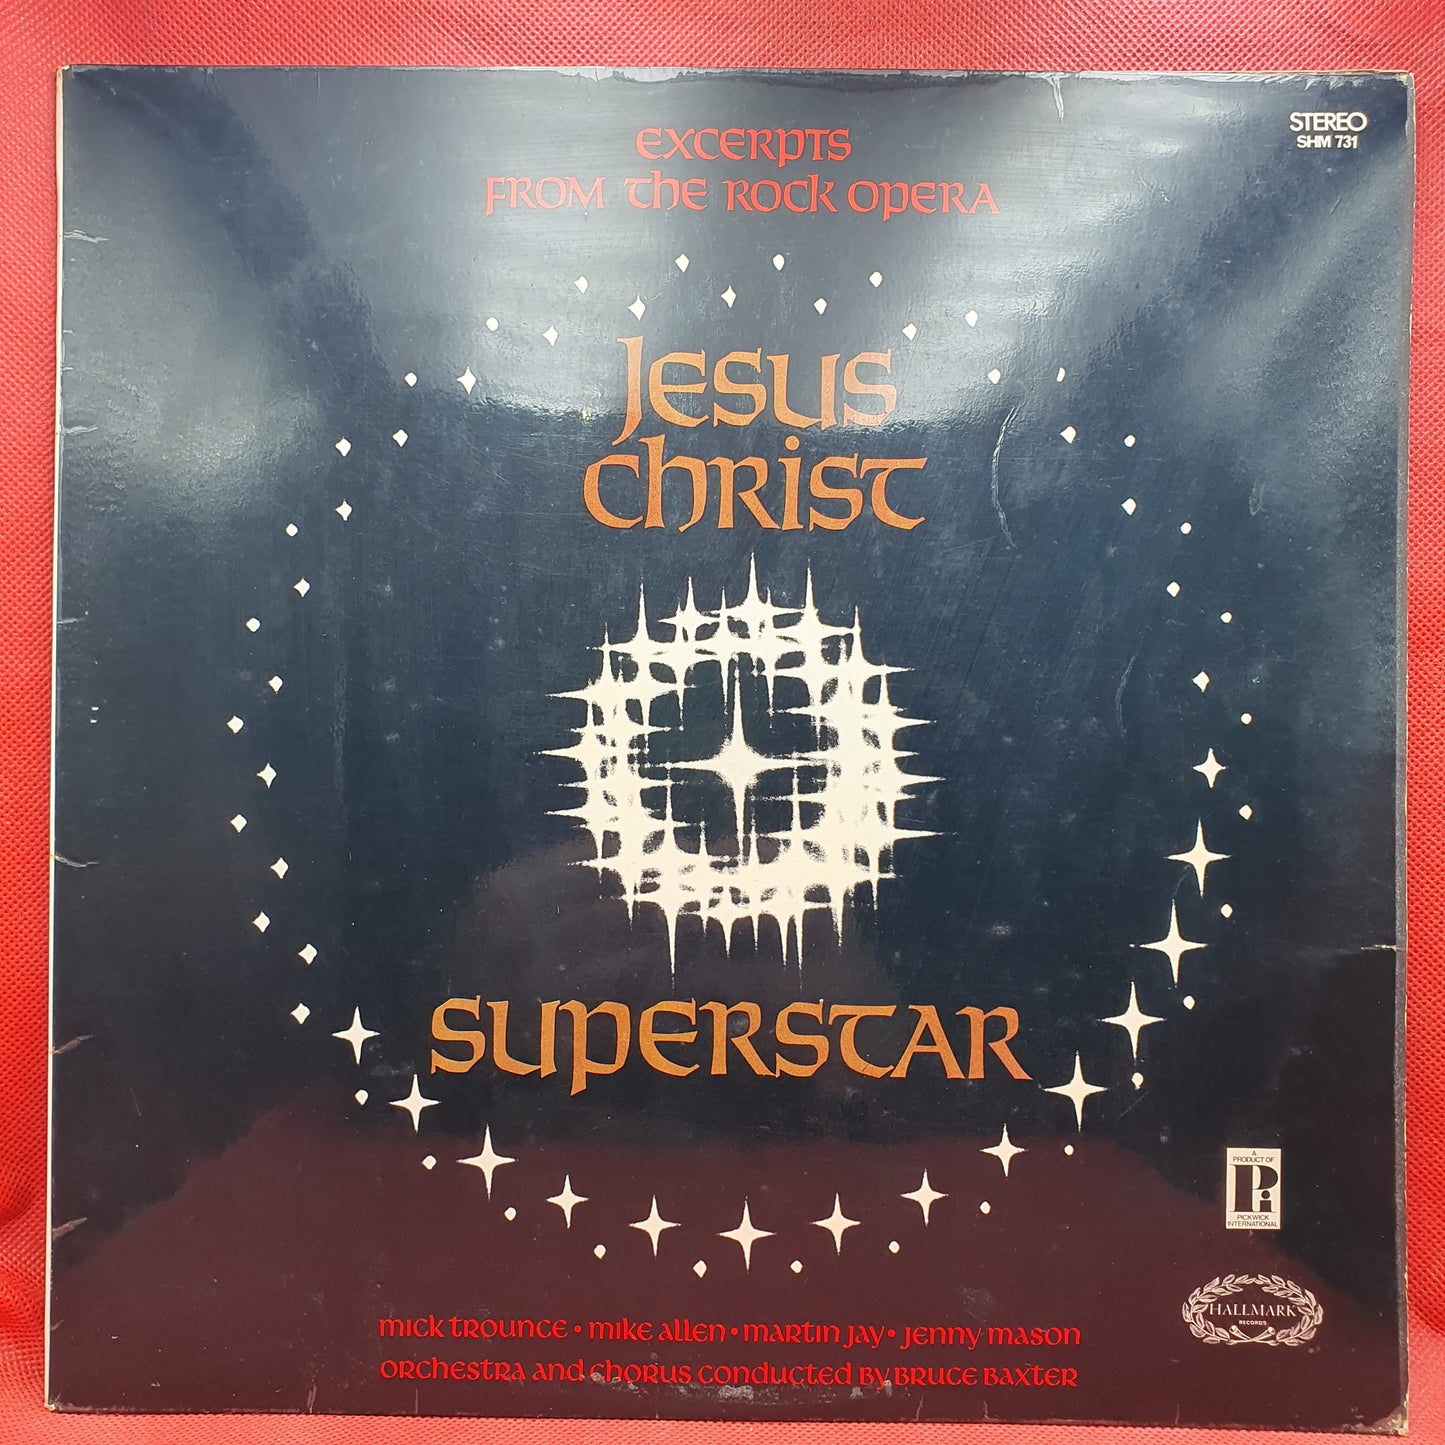 STEREO
SHM 731
EXCERPTS
FROM THE ROCK OPERA
JESUS
CHRIST
SUPERSTAR
A
PRODUCT OF
Pi
PICKWICK
INTERNATIONAL
HALLMARK
RECORDS
MICK TROUNCE • MIKE ALLEN • MARTIN JAY • JENNY MASON
ORCHESTRA AND CHORUS CONDUCTED BY BRUCE BAXTER